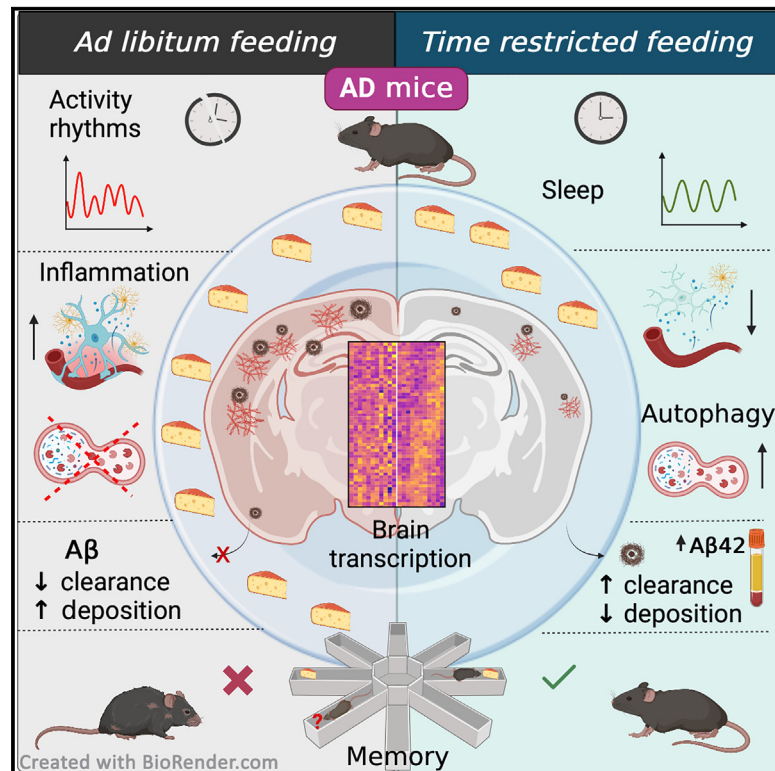 Ad libitum feeding
Time restricted feeding
AD mice
Activity
rhythms
Sleep
Inflammation
Autophagy
Brain
transcription
Aβ
↓ clearance
↑ deposition
x
↑Aβ42
↑ clearance
↓ deposition
?
Memory
Created with BioRender.com